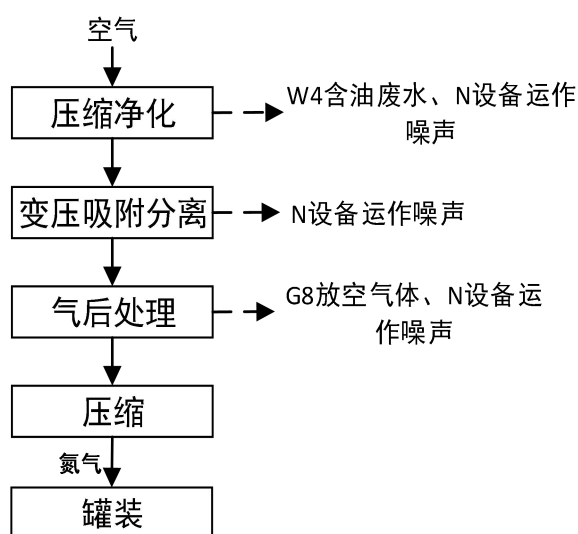 空气
压缩净化
W4含油废水、N设备运作
噪声
变压吸附分离
N设备运作噪声
气后处理
G8放空气体、N设备运
作噪声
压缩
氮气
罐装